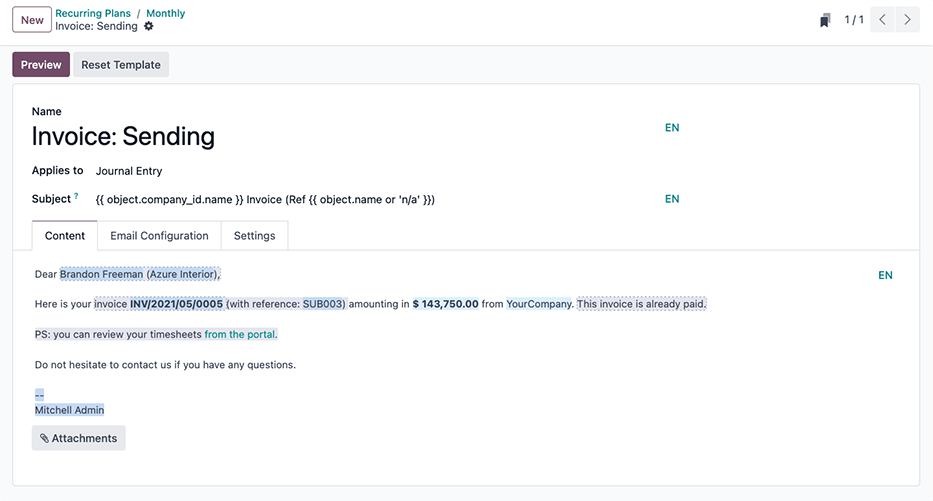 New
Recurring Plans / Monthly
Invoice: Sending
1 / 1
Preview
Reset Template
Name
Invoice: Sending
EN
Applies to Journal Entry
Subject ? {{ object.company_id.name }} Invoice (Ref {{ object.name or 'n/a' }})
EN
Content
Email Configuration
Settings
Dear Brandon Freeman (Azure Interior),
EN
Here is your invoice INV/2021/05/0005 (with reference: SUB003) amounting in $ 143,750.00 from YourCompany. This invoice is already paid.
PS: you can review your timesheets from the portal.
Do not hesitate to contact us if you have any questions.
--
Mitchell Admin
Attachments